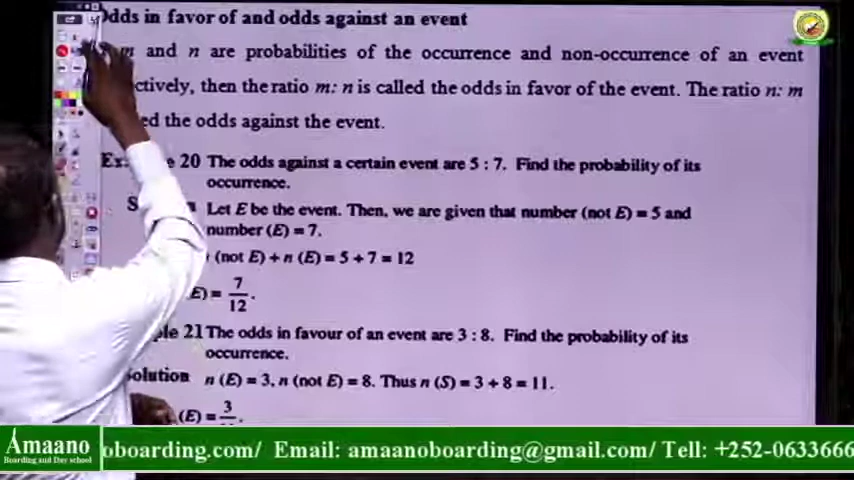 Odds in favor of and odds against an event
m and n are probabilities of the occurrence and non-occurrence of an event
ctively, then the ratio m: n is called the odds in favor of the event. The ratio n: m
ed the odds against the event.
Ex e 20 The odds against a certain event are 5 : 7. Find the probability of its
occurrence.
S Let E be the event. Then, we are given that number (not E) = 5 and
number (E) = 7.
(not E) + n (E) = 5 + 7 = 12
E) = 7/12.
le 21 The odds in favour of an event are 3 : 8. Find the probability of its
occurrence.
olution n (E) = 3, n (not E) = 8. Thus n (S) = 3 + 8 = 11.
(E) = 3
Amaano
Boarding and Day school
oboarding.com/ Email: amaanoboarding@gmail.com/ Tell: +252-0633666